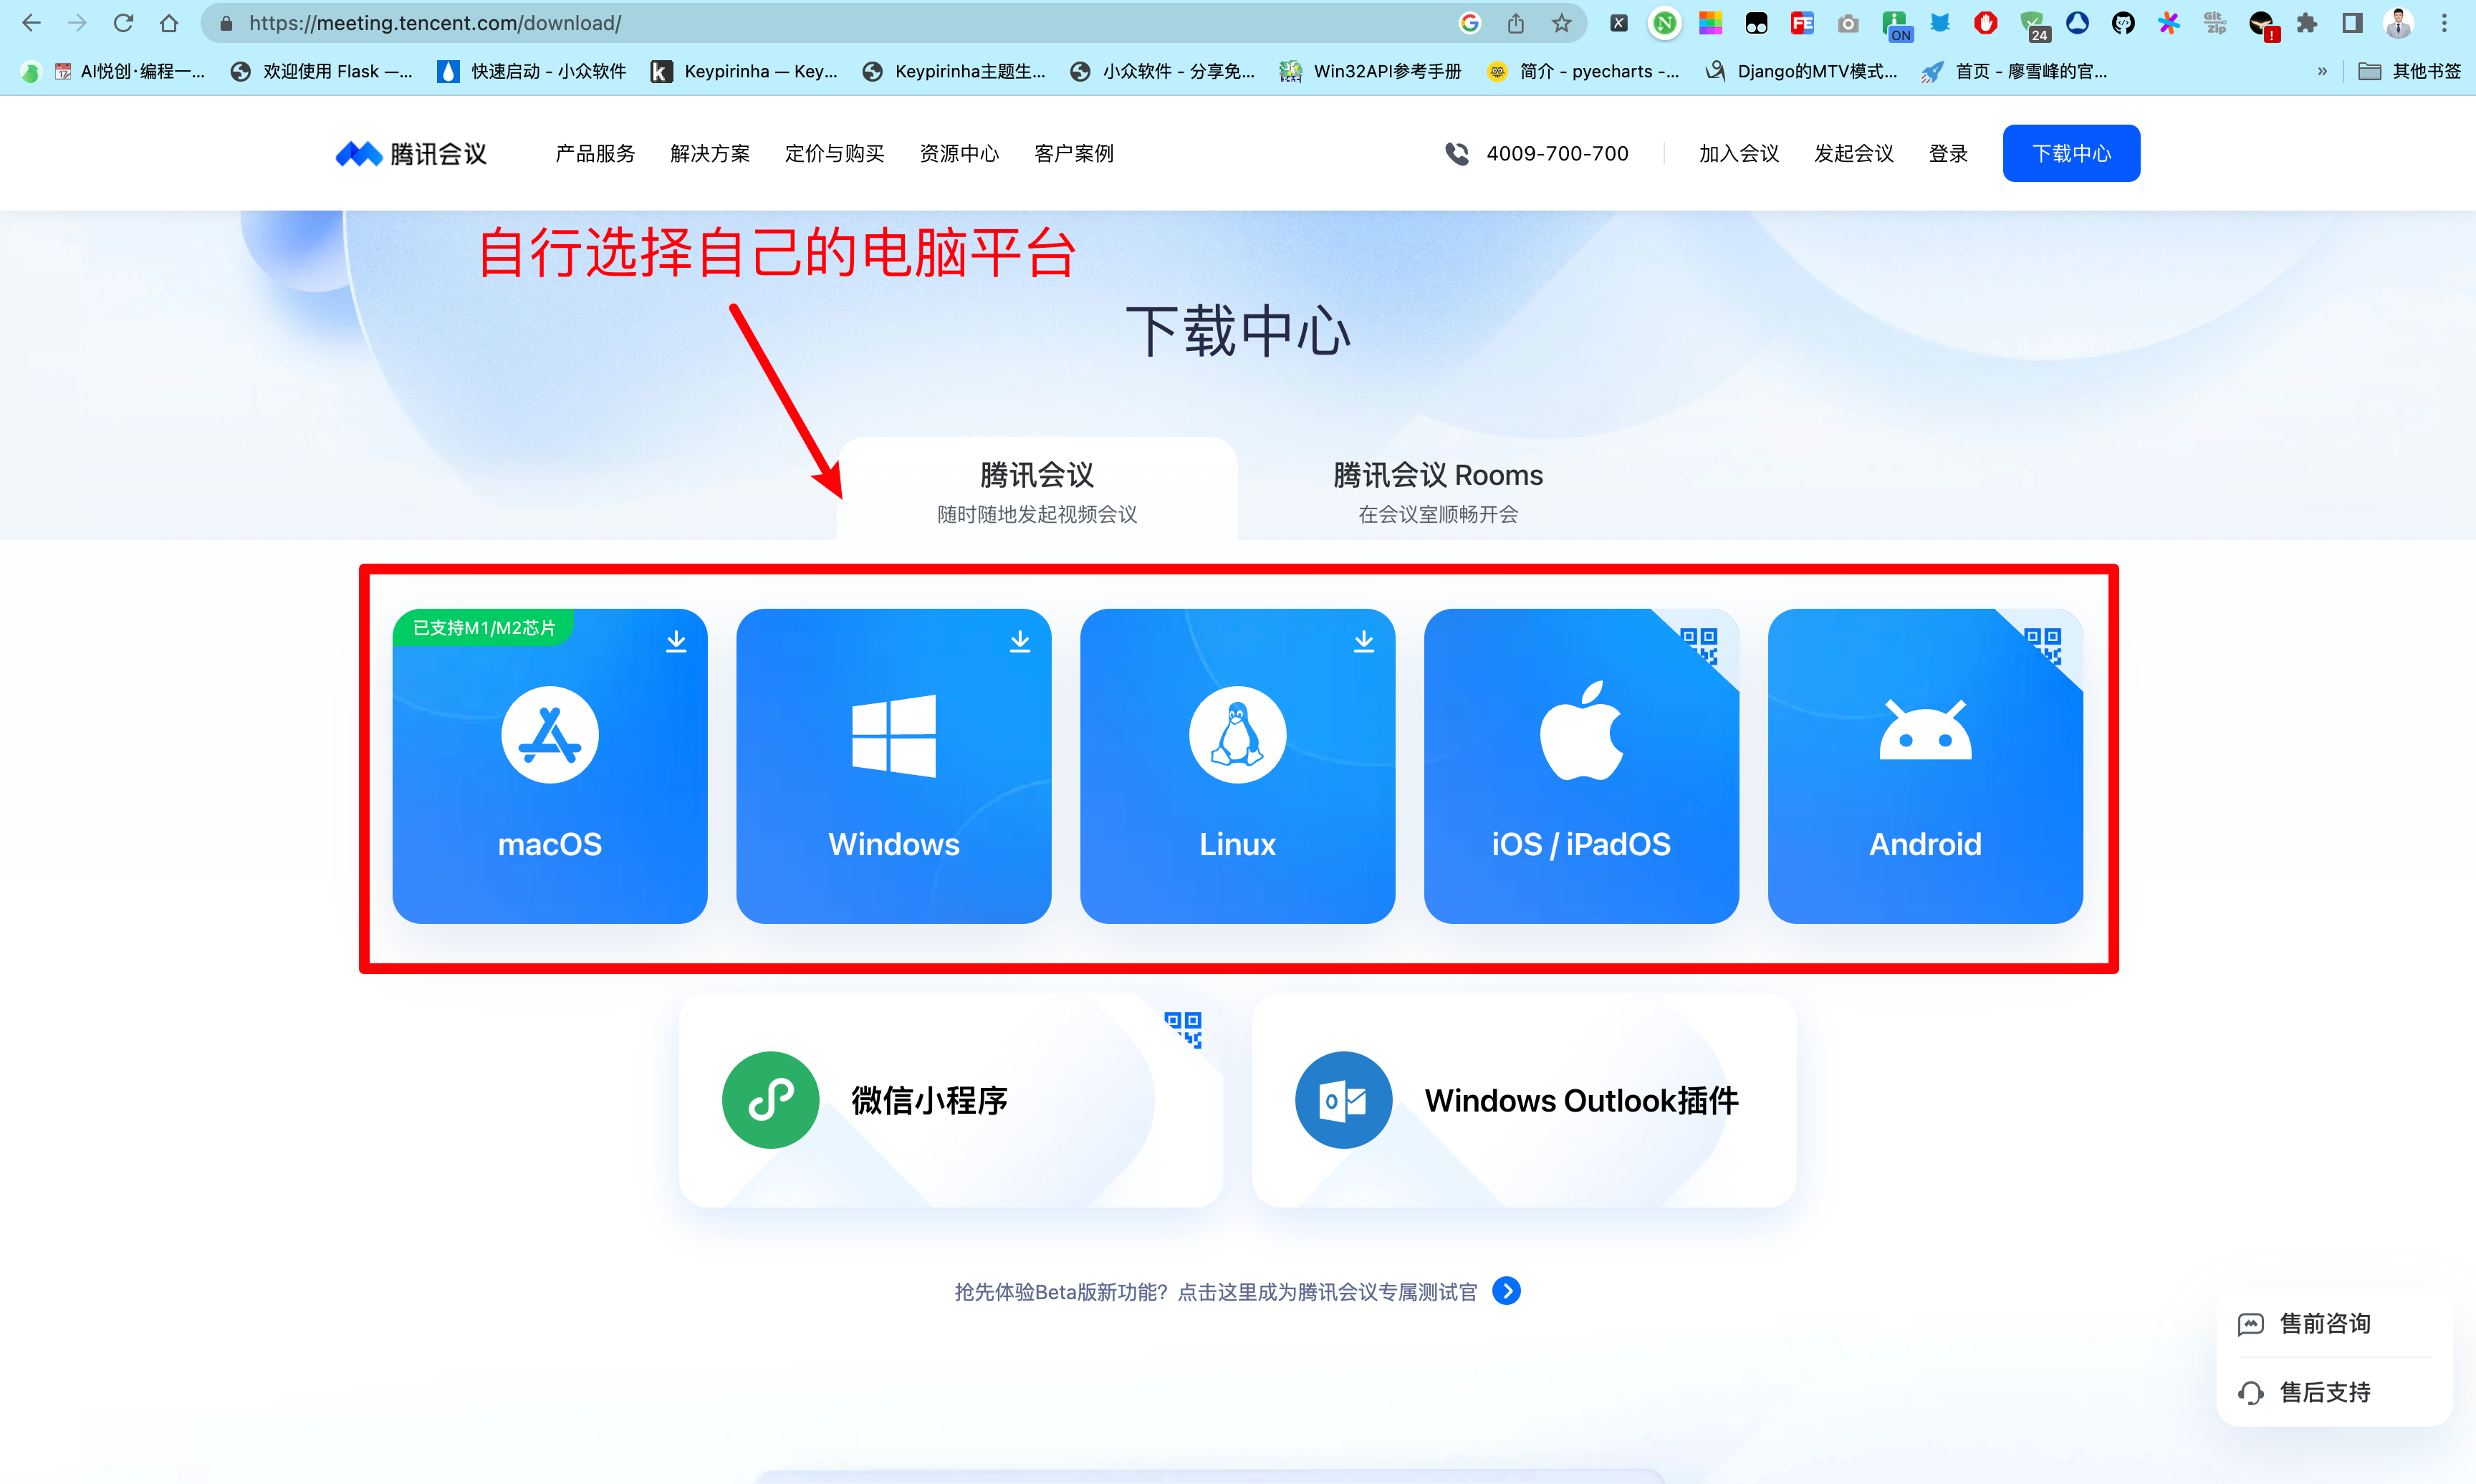 https://meeting.tencent.com/download/
ON
24
Git
zip
!
AI悦创·编程一...
欢迎使用 Flask —...
快速启动 - 小众软件
Keypirinha — Key...
Keypirinha主题生...
小众软件 - 分享免...
Win32API参考手册
简介 - pyecharts -...
Django的MTV模式...
首页 - 廖雪峰的官...
»
其他书签
腾讯会议
产品服务
解决方案
定价与购买
资源中心
客户案例
4009-700-700
加入会议
发起会议
登录
下载中心
自行选择自己的电脑平台
下载中心
腾讯会议
随时随地发起视频会议
腾讯会议 Rooms
在会议室顺畅开会
已支持M1/M2芯片
macOS
Windows
Linux
iOS / iPadOS
Android
微信小程序
Windows Outlook插件
抢先体验Beta版新功能？点击这里成为腾讯会议专属测试官
售前咨询
售后支持